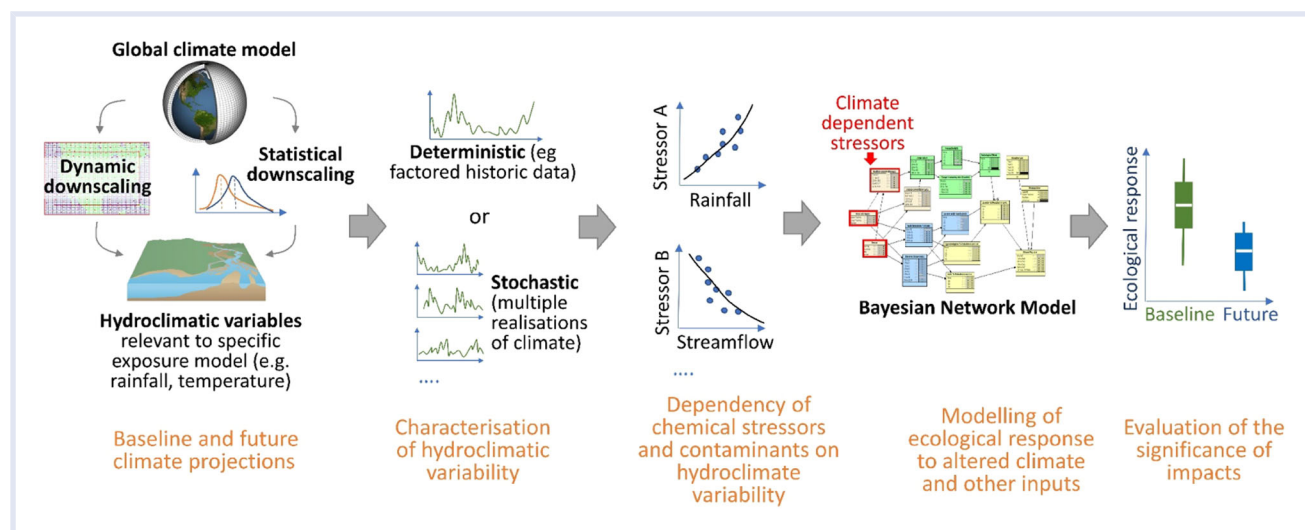 Global climate model
Dynamic
downscaling
Statistical
downscaling
Hydroclimatic variables
relevant to specific
exposure model (e.g.
rainfall, temperature)
Baseline and future
climate projections
Deterministic (eg
factored historic data)
or
Stochastic
(multiple
realisations
of climate)
....
Characterisation
of hydroclimatic
variability
Stressor A
Rainfall
Stressor B
Streamflow
....
Dependency of
chemical stressors
and contaminants on
hydroclimate
variability
Climate
dependent
stressors
Bayesian Network Model
Modelling of
ecological response
to altered climate
and other inputs
Ecological response
Baseline Future
Evaluation of the
significance of
impacts